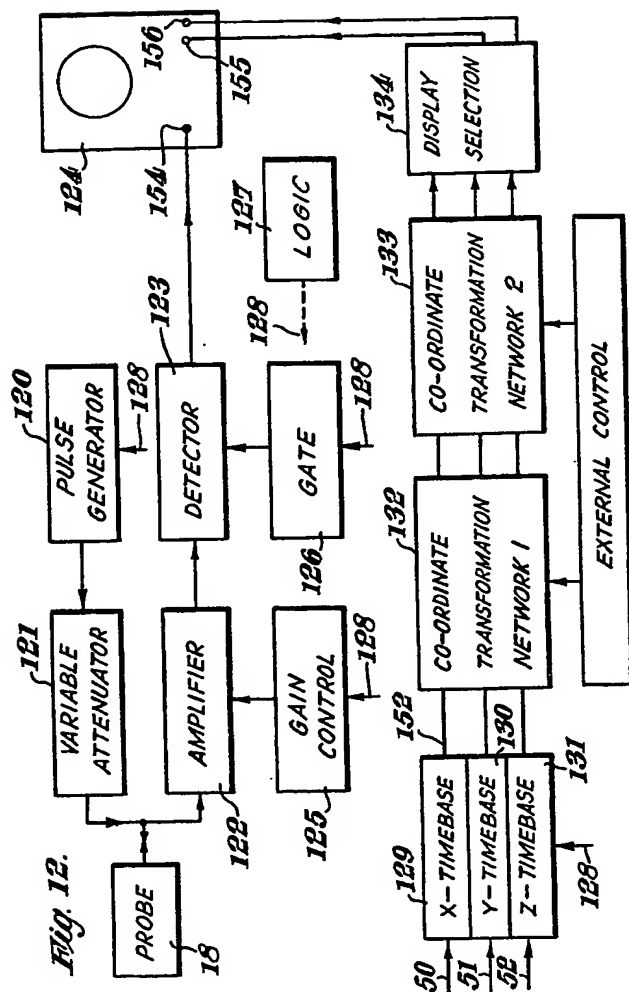 Fig. 12.
PROBE
18
VARIABLE
ATTENUATOR
121
PULSE
GENERATOR
120
128
AMPLIFIER
122
DETECTOR
123
124
154
155
156
GAIN
CONTROL
125
128
GATE
126
128
LOGIC
127
128
X-TIMEBASE
129
Y-TIMEBASE
130
Z-TIMEBASE
131
50
51
52
128
152
CO-ORDINATE
TRANSFORMATION
NETWORK 1
132
CO-ORDINATE
TRANSFORMATION
NETWORK 2
133
DISPLAY
SELECTION
134
EXTERNAL CONTROL